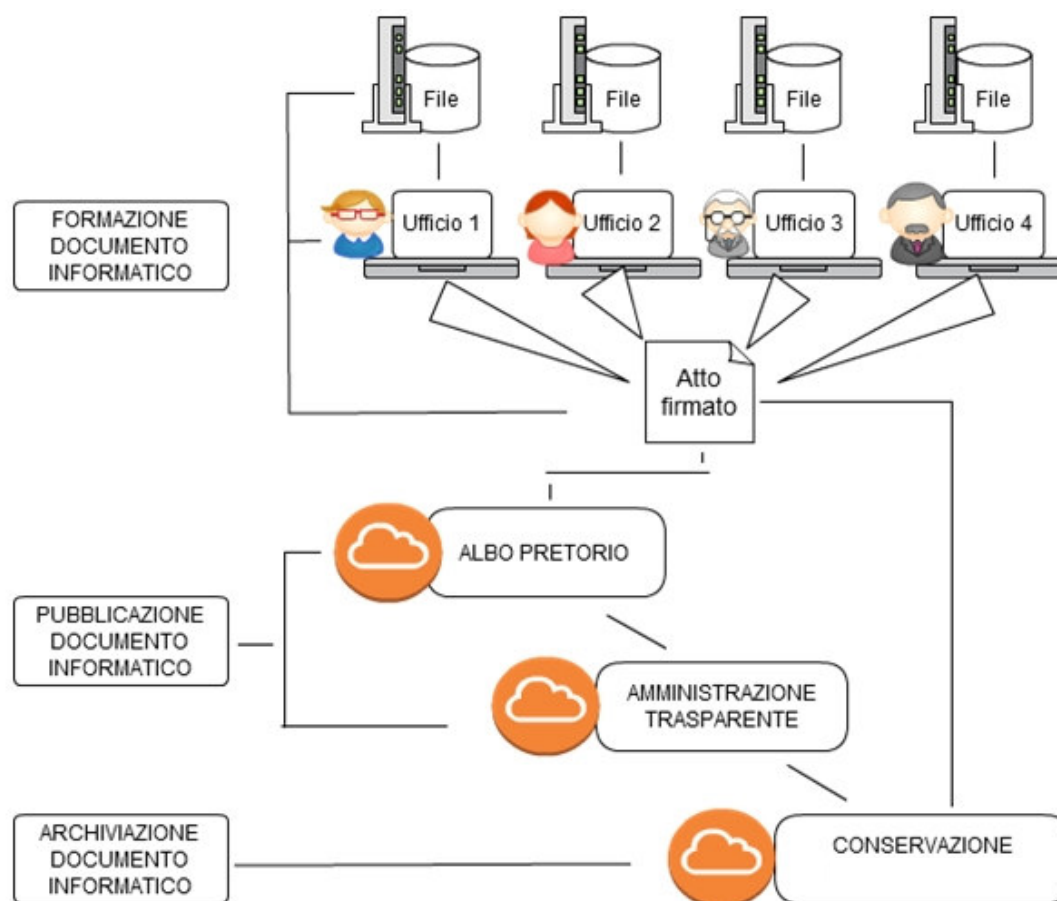 File
File
File
File
FORMAZIONE
DOCUMENTO
INFORMATICO
Ufficio 1
Ufficio 2
Ufficio 3
Ufficio 4
Atto
firmato
ALBO PRETORIO
PUBBLICAZIONE
DOCUMENTO
INFORMATICO
AMMINISTRAZIONE
TRASPARENTE
ARCHIVIAZIONE
DOCUMENTO
INFORMATICO
CONSERVAZIONE